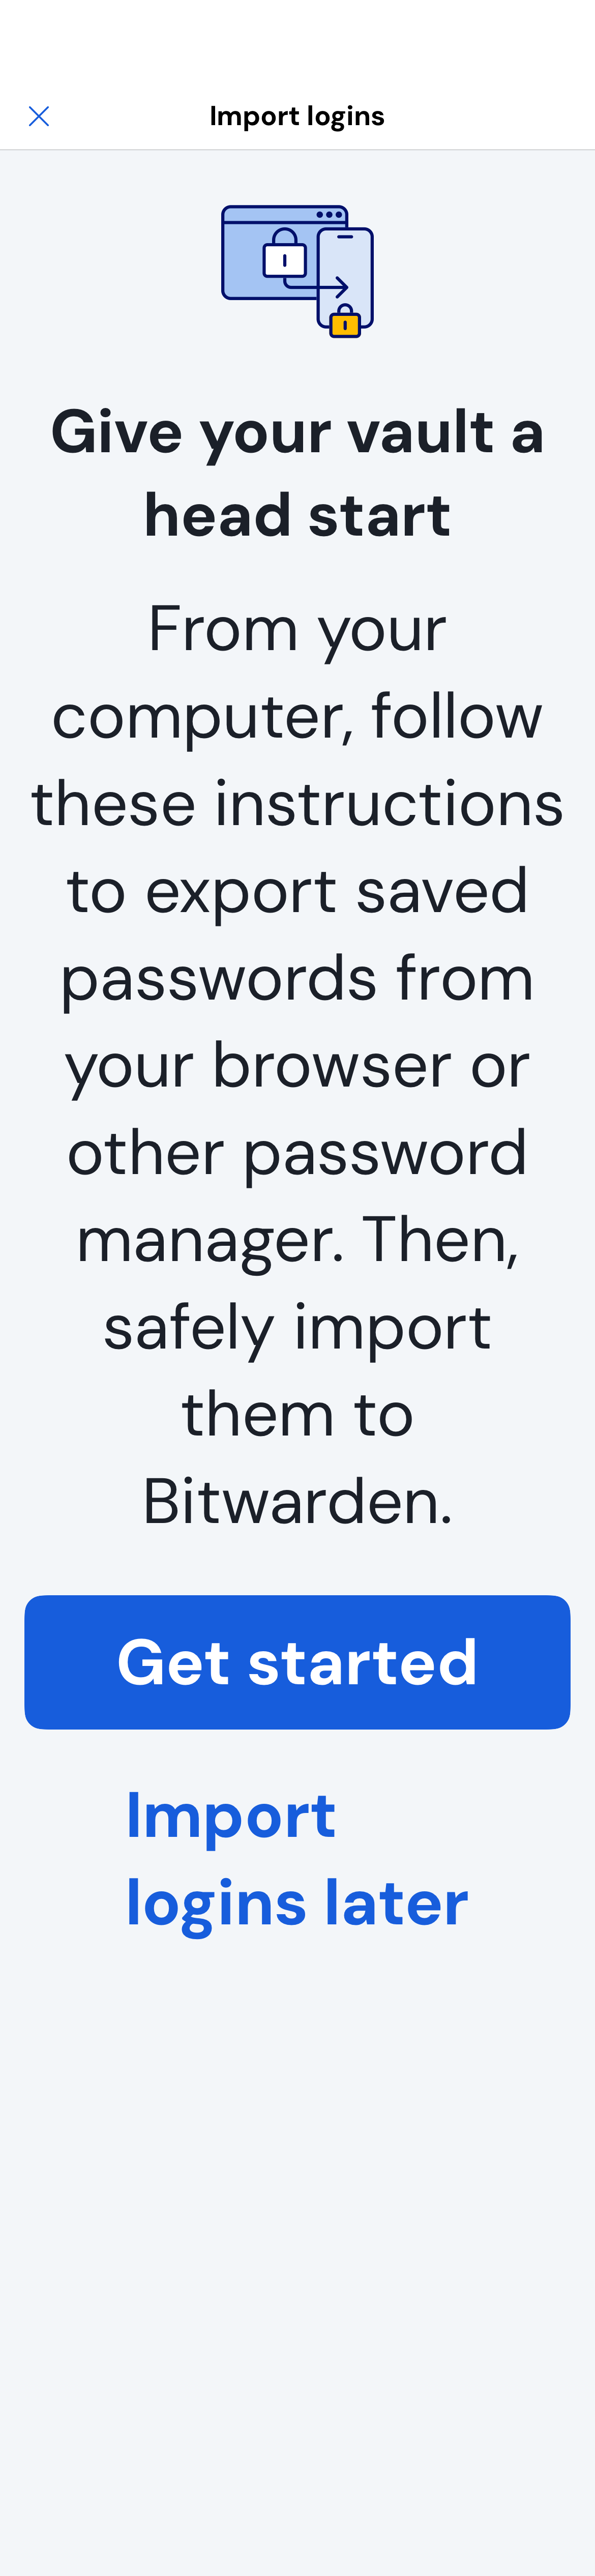 Import logins
Give your vault a
head start
From your
computer, follow
these instructions
to export saved
passwords from
your browser or
other password
manager. Then,
safely import
them to
Bitwarden.
Get started
Import
logins later